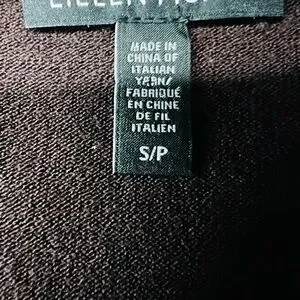 MADE IN
CHINA OF
ITALIAN
YARN/
FABRIQUÉ
EN CHINE
DE FIL
ITALIEN
S/P